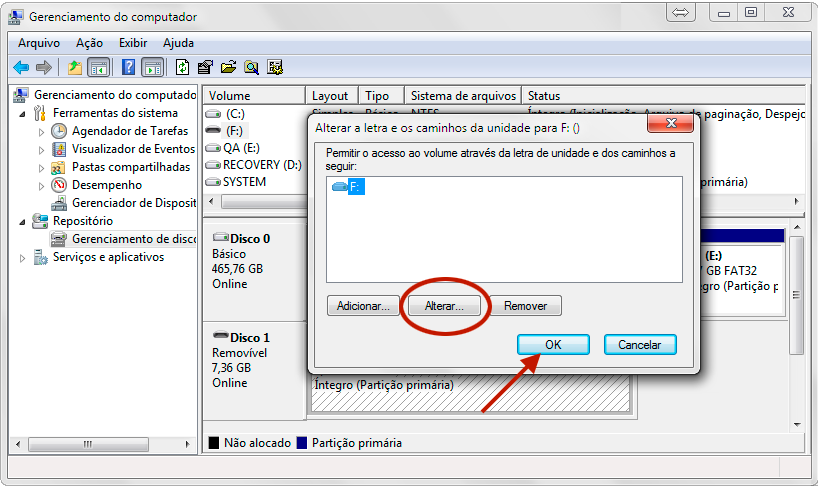 Gerenciamento do computador
Arquivo Ação Exibir Ajuda
Gerenciamento do computado
Ferramentas do sistema
Agendador de Tarefas
Visualizador de Eventos
Pastas compartilhadas
Desempenho
Gerenciador de Disposit
Repositório
Gerenciamento de disco
Serviços e aplicativos
Volume Layout Tipo Sistema de arquivos Status
(C:) Simples Básico NTFS Íntegro (Inicialização, Arquivo de paginação, Despejo
(F:)
QA (E:)
RECOVERY (D:)
SYSTEM primária)
Alterar a letra e os caminhos da unidade para F: ()
Permitir o acesso ao volume através da letra de unidade e dos caminhos a
seguir:
F:
Adicionar... Alterar... Remover
OK Cancelar
Disco 0
Básico
465,76 GB
Online
(E:)
GB FAT32
gro (Partição p
Disco 1
Removível
7,36 GB
Online
Íntegro (Partição primária)
Não alocado Partição primária